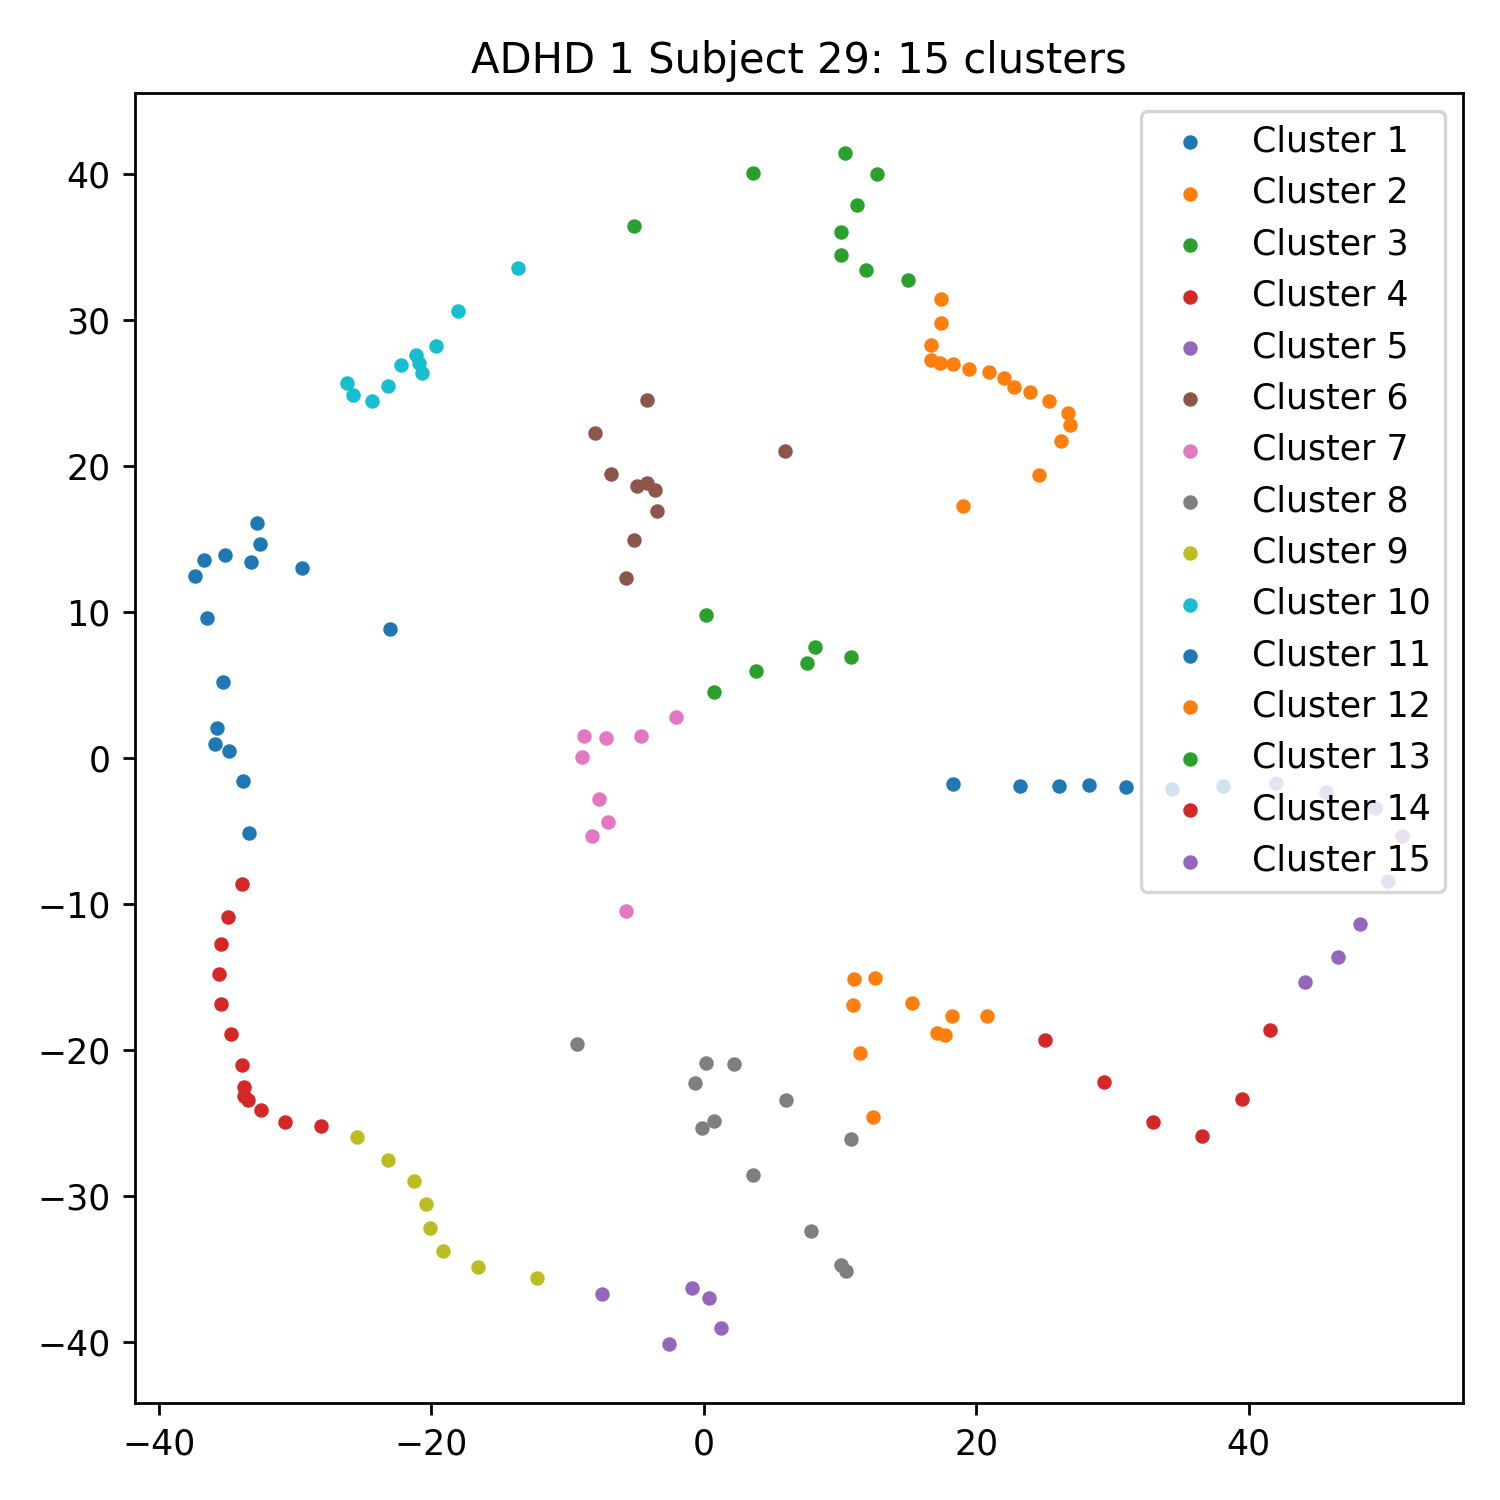 ADHD 1 Subject 29: 15 clusters
Cluster 1
Cluster 2
Cluster 3
Cluster 4
Cluster 5
Cluster 6
Cluster 7
Cluster 8
Cluster 9
Cluster 10
Cluster 11
Cluster 12
Cluster 13
Cluster 14
Cluster 15
40
30
20
10
0
−10
−20
−30
−40
−40 −20 0 20 40